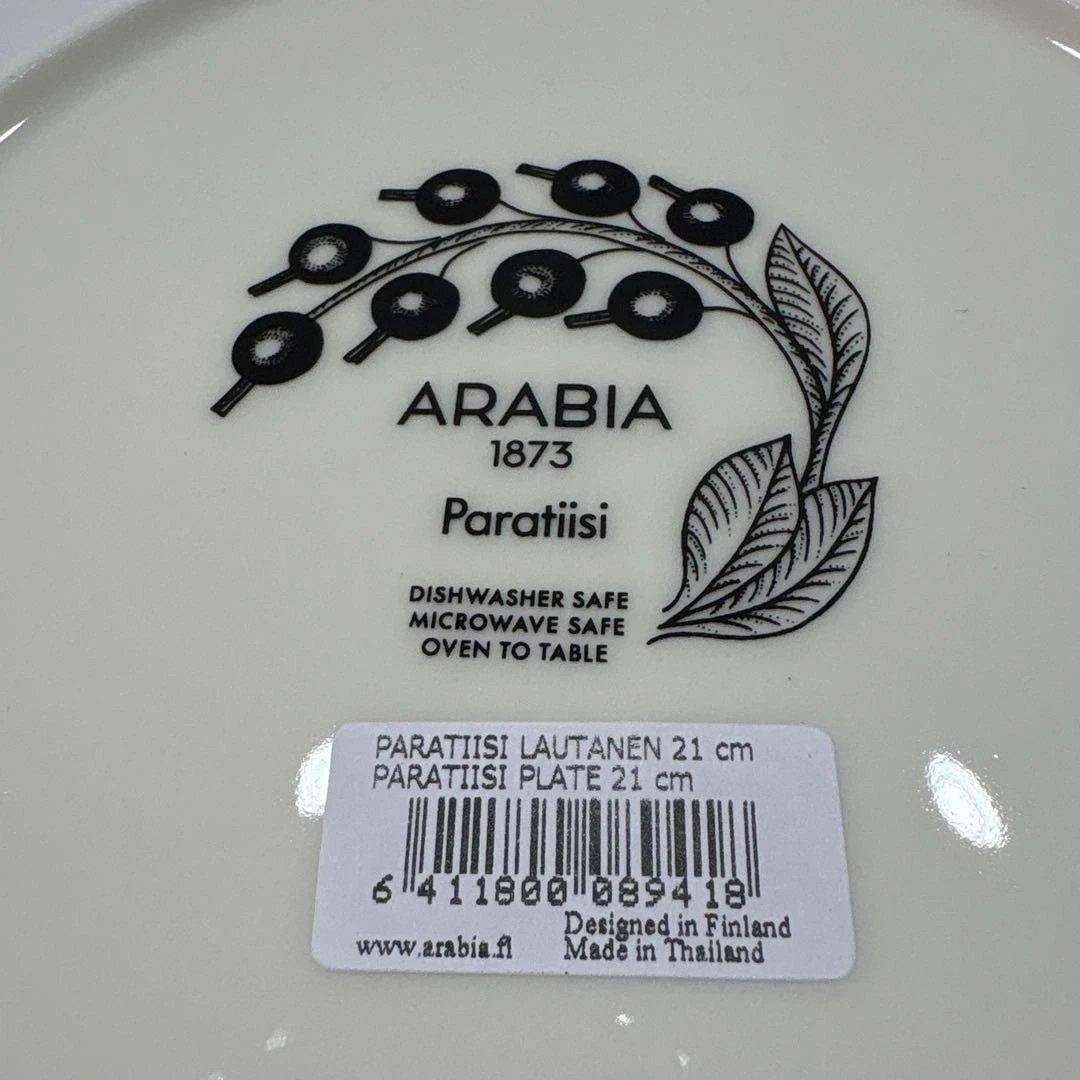 ARABIA
1873
Paratiisi
DISHWASHER SAFE
MICROWAVE SAFE
OVEN TO TABLE
PARATIISI LAUTANEN 21 cm
PARATIISI PLATE 21 cm
6 411800 089418
Designed in Finland
www.arabia.fi Made in Thailand